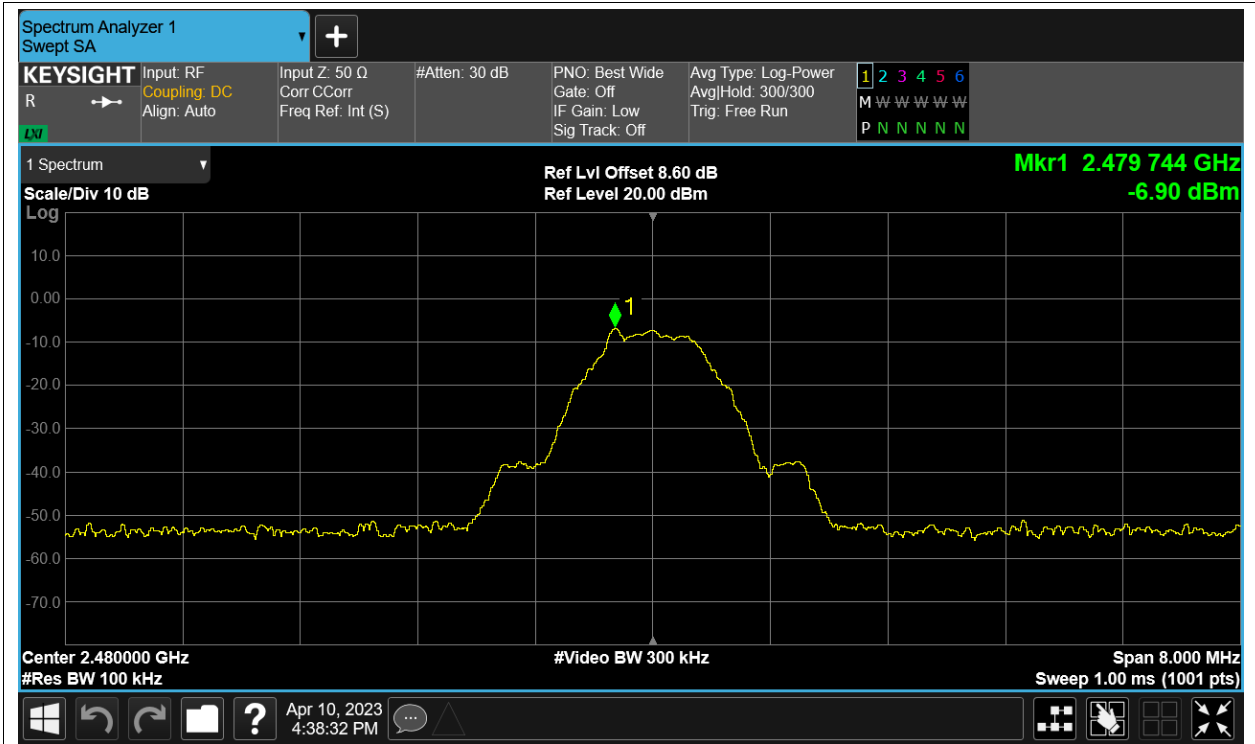 Spectrum Analyzer 1
Swept SA
+
KEYSIGHT
R
LXI
Input: RF
Coupling: DC
Align: Auto
Input Z: 50 Ω
Corr CCorr
Freq Ref: Int (S)
#Atten: 30 dB
PNO: Best Wide
Gate: Off
IF Gain: Low
Sig Track: Off
Avg Type: Log-Power
Avg|Hold: 300/300
Trig: Free Run
1 2 3 4 5 6
M W W W W W
P N N N N N
1 Spectrum
Scale/Div 10 dB
Log
Ref Lvl Offset 8.60 dB
Ref Level 20.00 dBm
Mkr1 2.479 744 GHz
-6.90 dBm
10.0
0.00
1
-10.0
-20.0
-30.0
-40.0
-50.0
-60.0
-70.0
Center 2.480000 GHz
#Video BW 300 kHz
Span 8.000 MHz
#Res BW 100 kHz
Sweep 1.00 ms (1001 pts)
?
Apr 10, 2023
4:38:32 PM